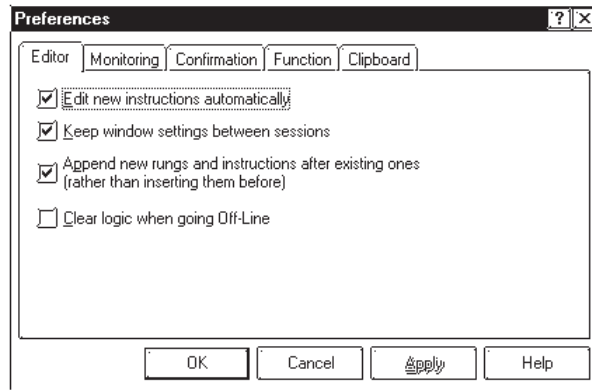 Preferences
Editor Monitoring Confirmation Function Clipboard
Edit new instructions automatically
Keep window settings between sessions
Append new rungs and instructions after existing ones
(rather than inserting them before)
Clear logic when going Off-Line
OK Cancel Apply Help